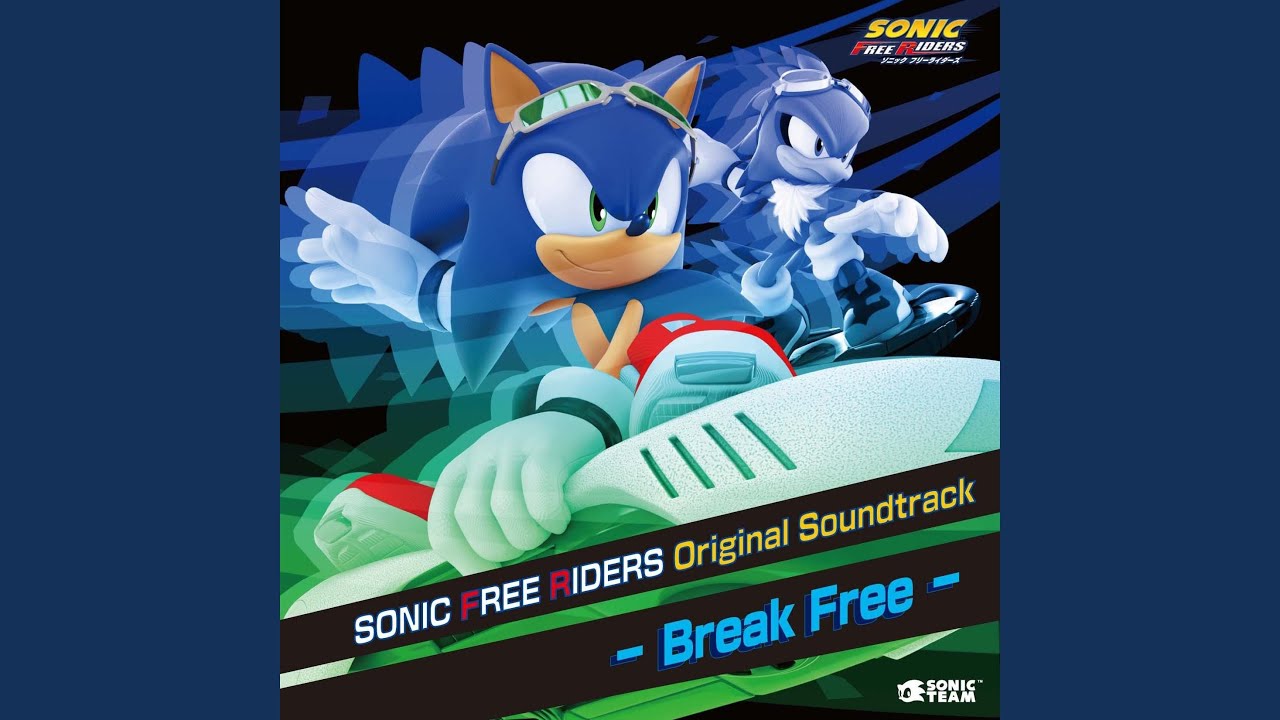 SONIC
FREE RIDERS
ソニック フリーライダーズ
SONIC FREE RIDERS Original Soundtrack
- Break Free -
SONIC
TEAM™